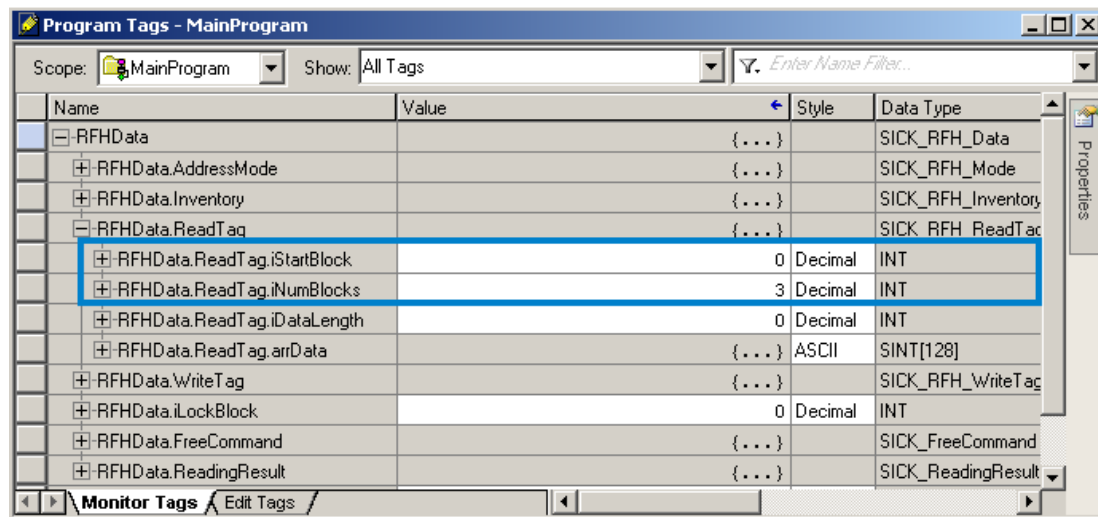 Program Tags - MainProgram
Scope: MainProgram Show: All Tags Enter Name Filter...
Name Value Style Data Type
RFHData {...} SICK_RFH_Data
RFHData.AddressMode {...} SICK_RFH_Mode
RFHData.Inventory {...} SICK_RFH_Inventory
RFHData.ReadTag {...} SICK_RFH_ReadTag
RFHData.ReadTag.iStartBlock 0 Decimal INT
RFHData.ReadTag.iNumBlocks 3 Decimal INT
RFHData.ReadTag.iDataLength 0 Decimal INT
RFHData.ReadTag.arrData {...} ASCII SINT[128]
RFHData.WriteTag {...} SICK_RFH_WriteTag
RFHData.iLockBlock 0 Decimal INT
RFHData.FreeCommand {...} SICK_FreeCommand
RFHData.ReadingResult {...} SICK_ReadingResult
Monitor Tags Edit Tags
Properties